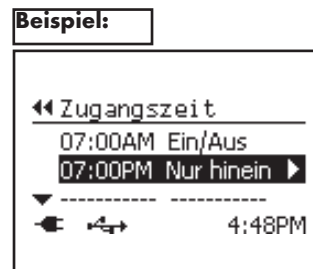 Beispiel:
Zugangszeit
07:00AM Ein/Aus
07:00PM Nur hinein
----------- -----------
4:48PM